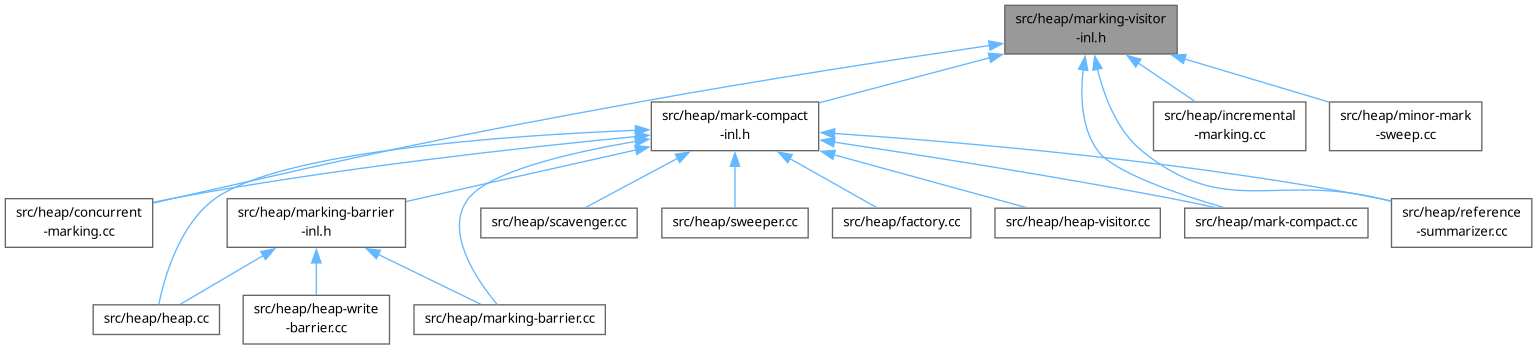 src/heap/marking-visitor
-inl.h
src/heap/mark-compact
-inl.h
src/heap/incremental
-marking.cc
src/heap/minor-mark
-sweep.cc
src/heap/concurrent
-marking.cc
src/heap/marking-barrier
-inl.h
src/heap/scavenger.cc
src/heap/sweeper.cc
src/heap/factory.cc
src/heap/heap-visitor.cc
src/heap/mark-compact.cc
src/heap/reference
-summarizer.cc
src/heap/heap.cc
src/heap/heap-write
-barrier.cc
src/heap/marking-barrier.cc